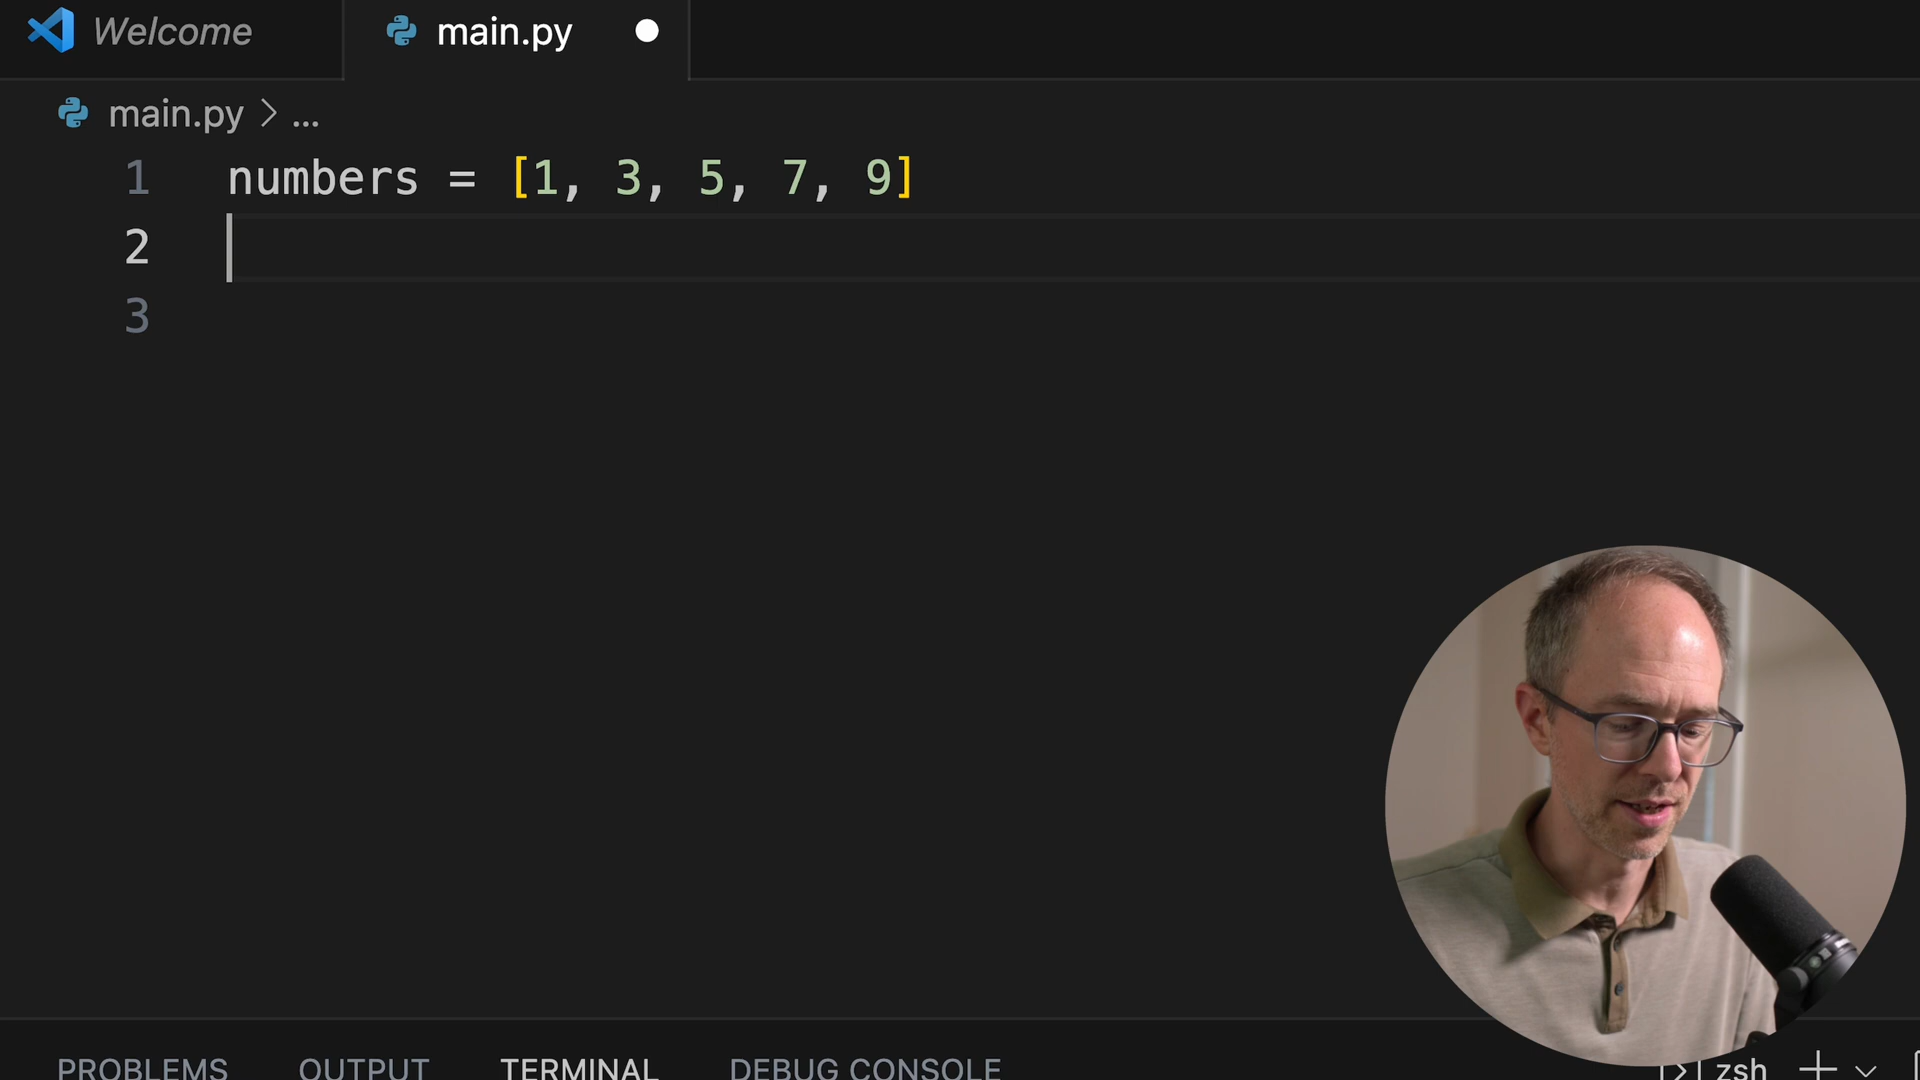 Welcome
main.py
main.py > ...
1 numbers = [1, 3, 5, 7, 9]
2
3
PROBLEMS OUTPUT TERMINAL DEBUG CONSOLE zsh